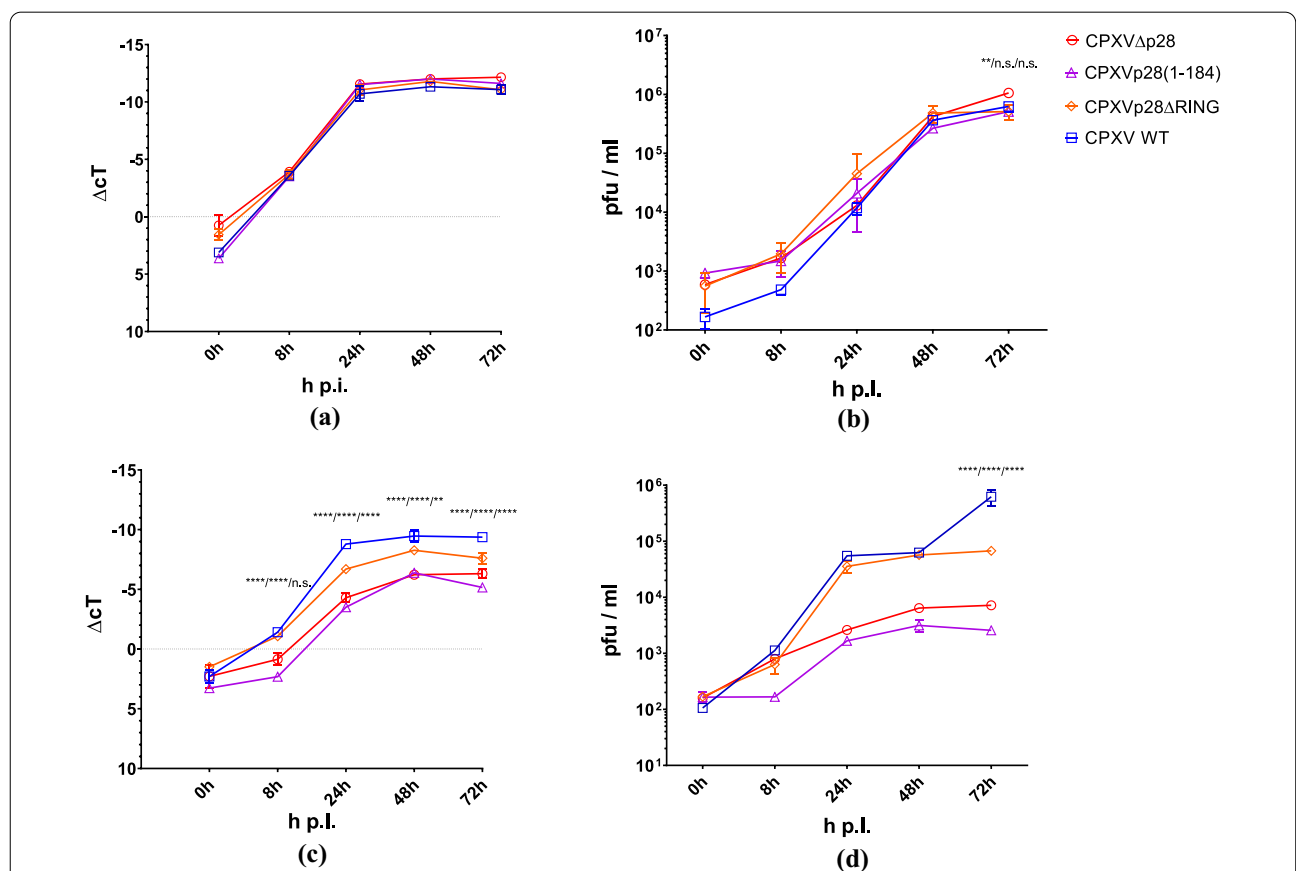 -15
-10
-5
0
5
10
ΔcT
0h
8h
24h
48h
72h
h p.i.
(a)
10⁷
10⁶
10⁵
10⁴
10³
10²
pfu / ml
**/n.s./n.s.
0h
8h
24h
48h
72h
h p.I.
(b)
CPXVΔp28
CPXVp28(1-184)
CPXVp28ΔRING
CPXV WT
-15
-10
-5
0
5
10
ΔcT
****/****/n.s.
****/****/****
****/****/**
****/****/****
0h
8h
24h
48h
72h
h p.I.
(c)
10⁶
10⁵
10⁴
10³
10²
10¹
pfu / ml
****/****/****
0h
8h
24h
48h
72h
h p.I.
(d)